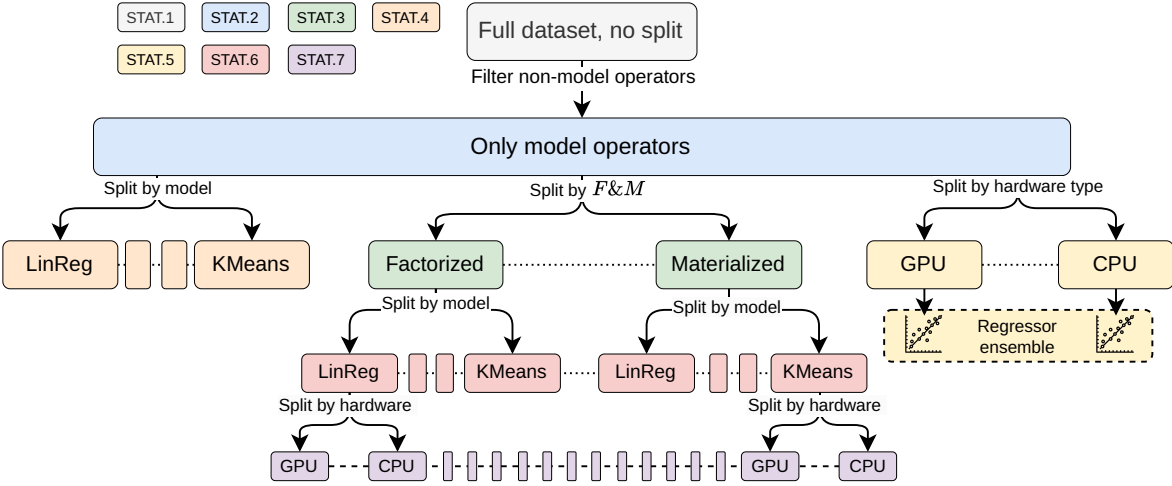 STAT.1
STAT.2
STAT.3
STAT.4
STAT.5
STAT.6
STAT.7
Full dataset, no split
Filter non-model operators
Only model operators
Split by model
Split by F&M
Split by hardware type
LinReg
KMeans
Factorized
Materialized
GPU
CPU
Split by model
Split by model
Regressor
ensemble
LinReg
KMeans
LinReg
KMeans
Split by hardware
Split by hardware
GPU
CPU
GPU
CPU